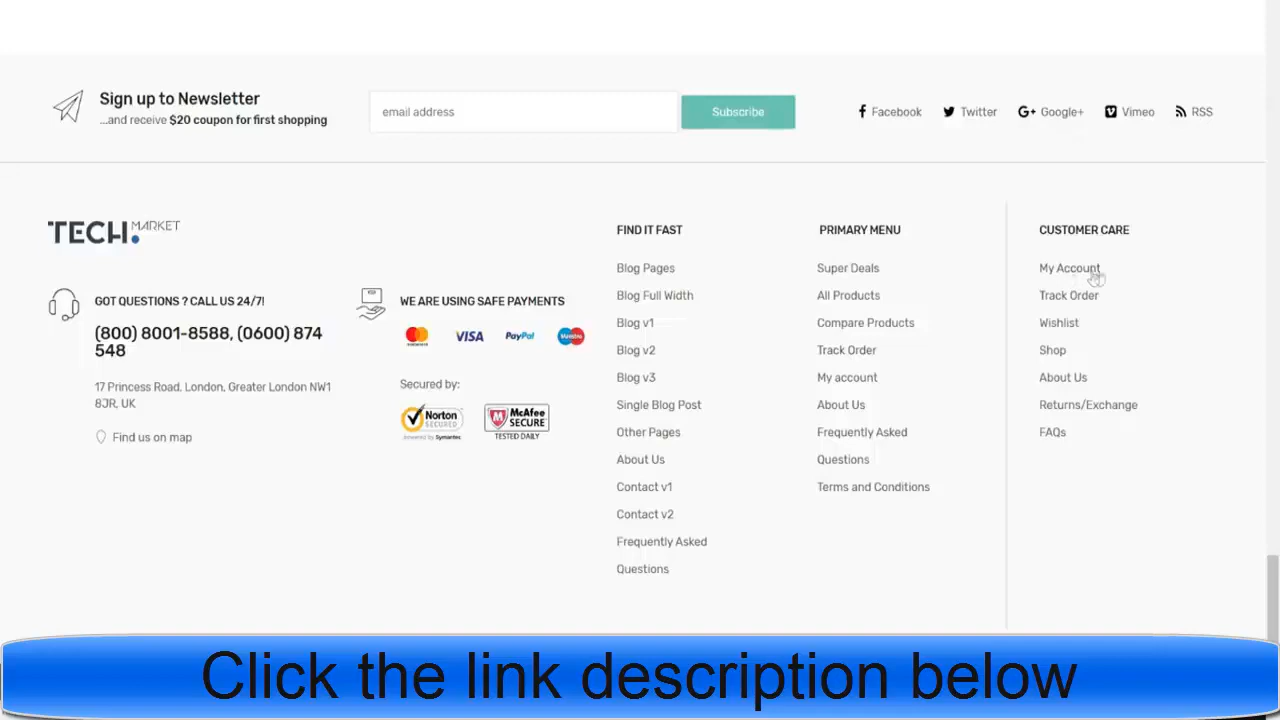 Sign up to Newsletter
...and receive $20 coupon for first shopping
email address
Subscribe
Facebook
Twitter
Google+
Vimeo
RSS
TECH MARKET
GOT QUESTIONS ? CALL US 24/7!
(800) 8001-8588, (0600) 874
548
17 Princess Road, London, Greater London NW1
8JR, UK
Find us on map
WE ARE USING SAFE PAYMENTS
mastercard
VISA
PayPal
Maestro
Secured by:
Norton
SECURED
powered by Symantec
McAfee
SECURE
TESTED DAILY
FIND IT FAST
Blog Pages
Blog Full Width
Blog v1
Blog v2
Blog v3
Single Blog Post
Other Pages
About Us
Contact v1
Contact v2
Frequently Asked
Questions
PRIMARY MENU
Super Deals
All Products
Compare Products
Track Order
My account
About Us
Frequently Asked
Questions
Terms and Conditions
CUSTOMER CARE
My Account
Track Order
Wishlist
Shop
About Us
Returns/Exchange
FAQs
Click the link description below